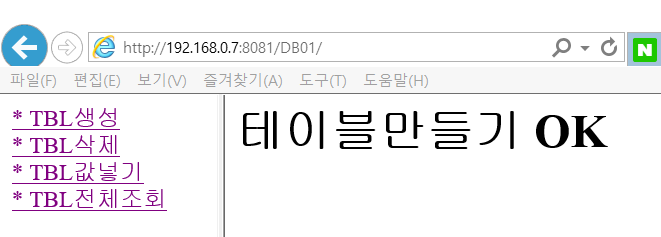 http://192.168.0.7:8081/DB01/
N
파일(F) 편집(E) 보기(V) 즐겨찾기(A) 도구(T) 도움말(H)
* TBL생성
* TBL삭제
* TBL값넣기
* TBL전체조회
테이블만들기 OK